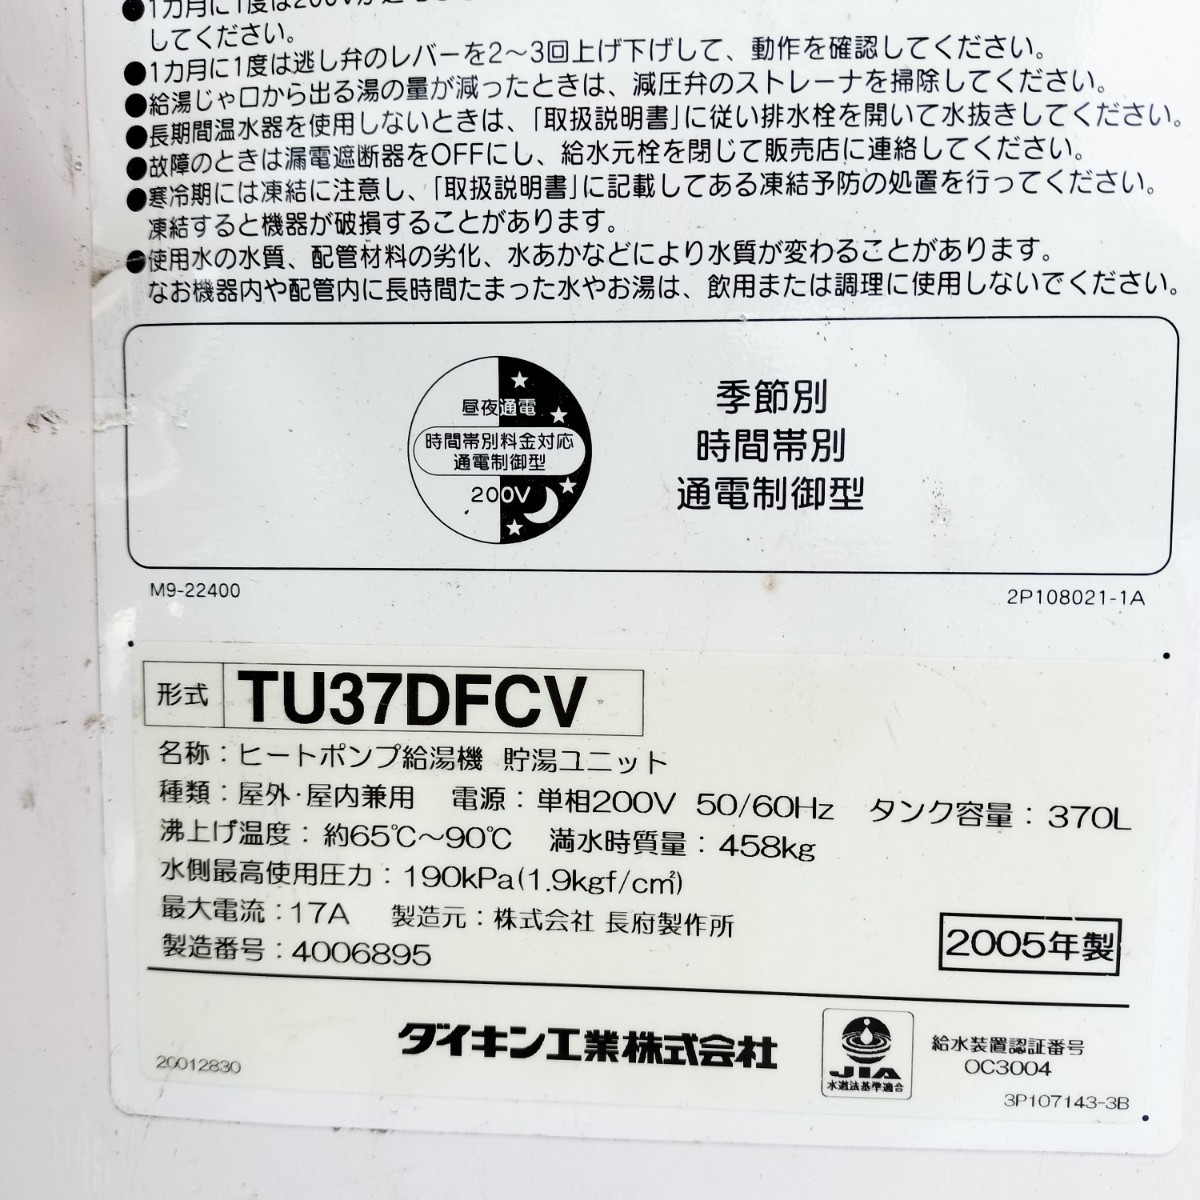 ●1カ月に1度は200Vが
してください。
●1カ月に1度は逃し弁のレバーを2〜3回上げ下げして、動作を確認してください。
●給湯じゃ口から出る湯の量が減ったときは、減圧弁のストレーナを掃除してください。
●長期間温水器を使用しないときは、「取扱説明書」に従い排水栓を開いて水抜きしてください。
●故障のときは漏電遮断器をOFFにし、給水元栓を閉じて販売店に連絡してください。
●寒冷期には凍結に注意し、「取扱説明書」に記載してある凍結予防の処置を行ってください。
凍結すると機器が破損することがあります。
●使用水の水質、配管材料の劣化、水あかなどにより水質が変わることがあります。
なお機器内や配管内に長時間たまった水やお湯は、飲用または調理に使用しないでください。
昼夜通電
時間帯別料金対応
通電制御型
200V
季節別
時間帯別
通電制御型
M9-22400 2P108021-1A
形式 TU37DFCV
名称：ヒートポンプ給湯機 貯湯ユニット
種類：屋外・屋内兼用 電源：単相200V 50/60Hz タンク容量：370L
沸上げ温度：約65℃〜90℃ 満水時質量：458kg
水側最高使用圧力：190kPa(1.9kgf/c㎡)
最大電流：17A 製造元：株式会社 長府製作所
製造番号：4006895
2005年製
ダイキン工業株式会社
JIA
水道法基準適合
給水装置認証番号
OC3004
20012830
3P107143-3B